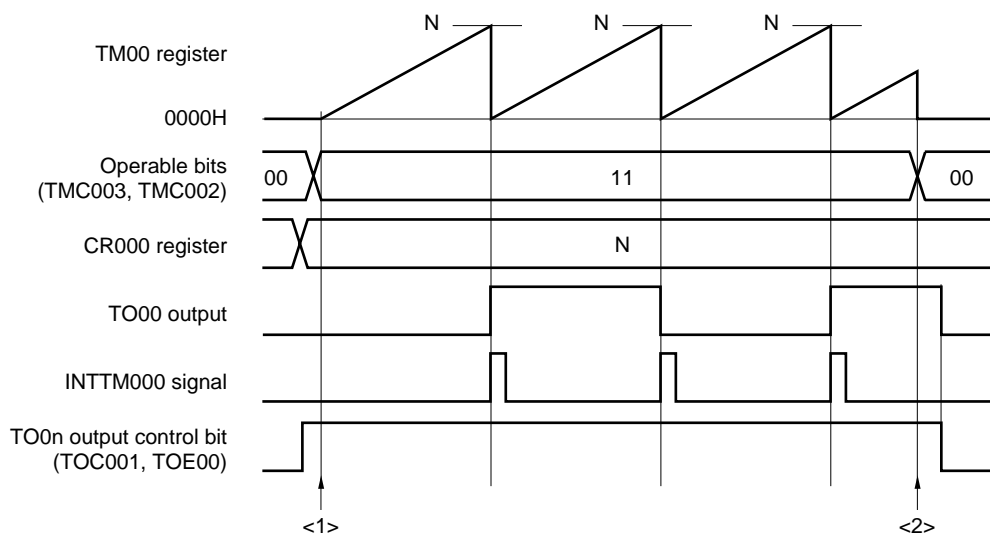 N N N
TM00 register
0000H
Operable bits
(TMC003, TMC002)
00 11 00
CR000 register
N
TO00 output
INTTM000 signal
TO0n output control bit
(TOC001, TOE00)
<1> <2>